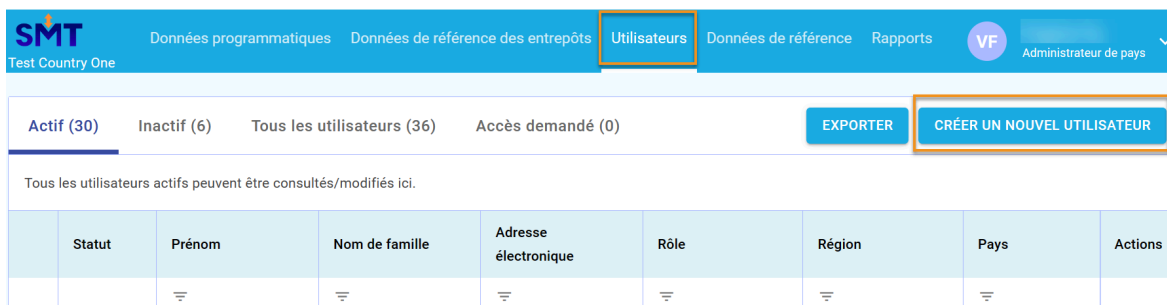 SMT
Test Country One
Données programmatiques Données de référence des entrepôts Utilisateurs Données de référence Rapports
VF
Administrateur de pays
Actif (30) Inactif (6) Tous les utilisateurs (36) Accès demandé (0)
EXPORTER CRÉER UN NOUVEL UTILISATEUR
Tous les utilisateurs actifs peuvent être consultés/modifiés ici.
Statut Prénom Nom de famille Adresse électronique Rôle Région Pays Actions